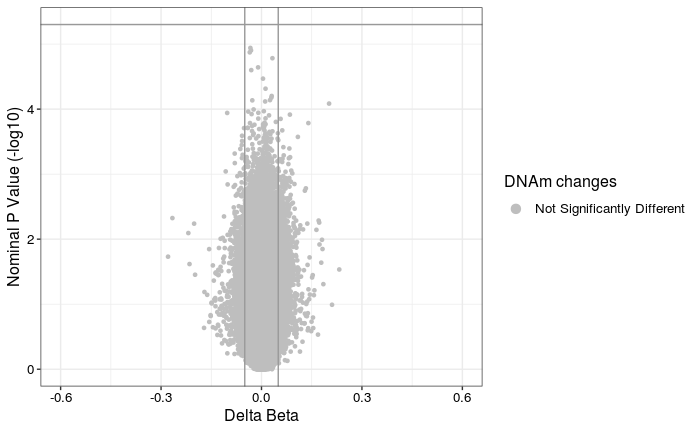 Nominal P Value (-log10)
4
2
0
-0.6
-0.3
0.0
0.3
0.6
Delta Beta
DNAm changes
Not Significantly Different